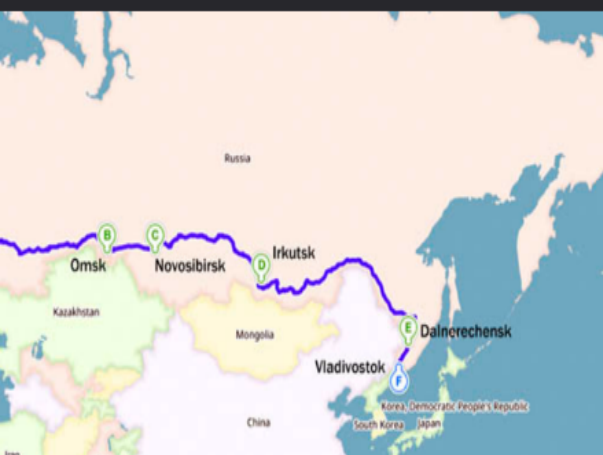 Russia
B
C
Irkutsk
D
Omsk
Novosibirsk
Kazakhstan
Mongolia
E
Dalnerechensk
Vladivostok
F
Korea, Democratic People's Republic
China
South Korea
Japan